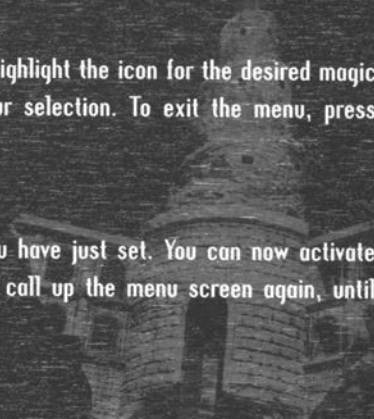 ighlight the icon for the desired magic
ur selection. To exit the menu, press
u have just set. You can now activate
call up the menu screen again, until